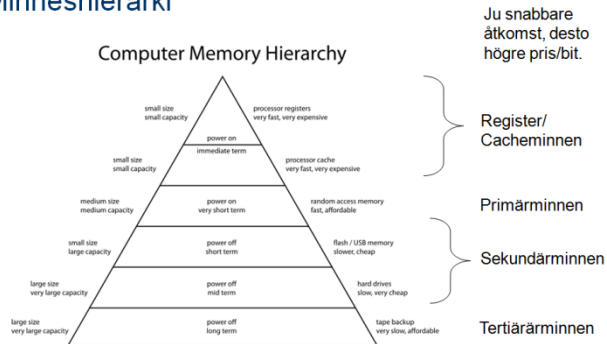 Minneshierarki
Ju snabbare
åtkomst, desto
högre pris/bit.
Computer Memory Hierarchy
small size
small capacity
processor registers
very fast, very expensive
power on
immediate term
Register/
Cacheminnen
small size
small capacity
processor cache
very fast, very expensive
medium size
medium capacity
power on
very short term
random access memory
fast, affordable
Primärminnen
small size
large capacity
power off
short term
flash / USB memory
slower, cheap
Sekundärminnen
large size
very large capacity
power off
mid term
hard drives
slow, very cheap
large size
very large capacity
power off
long term
tape backup
very slow, affordable
Tertiärärminnen